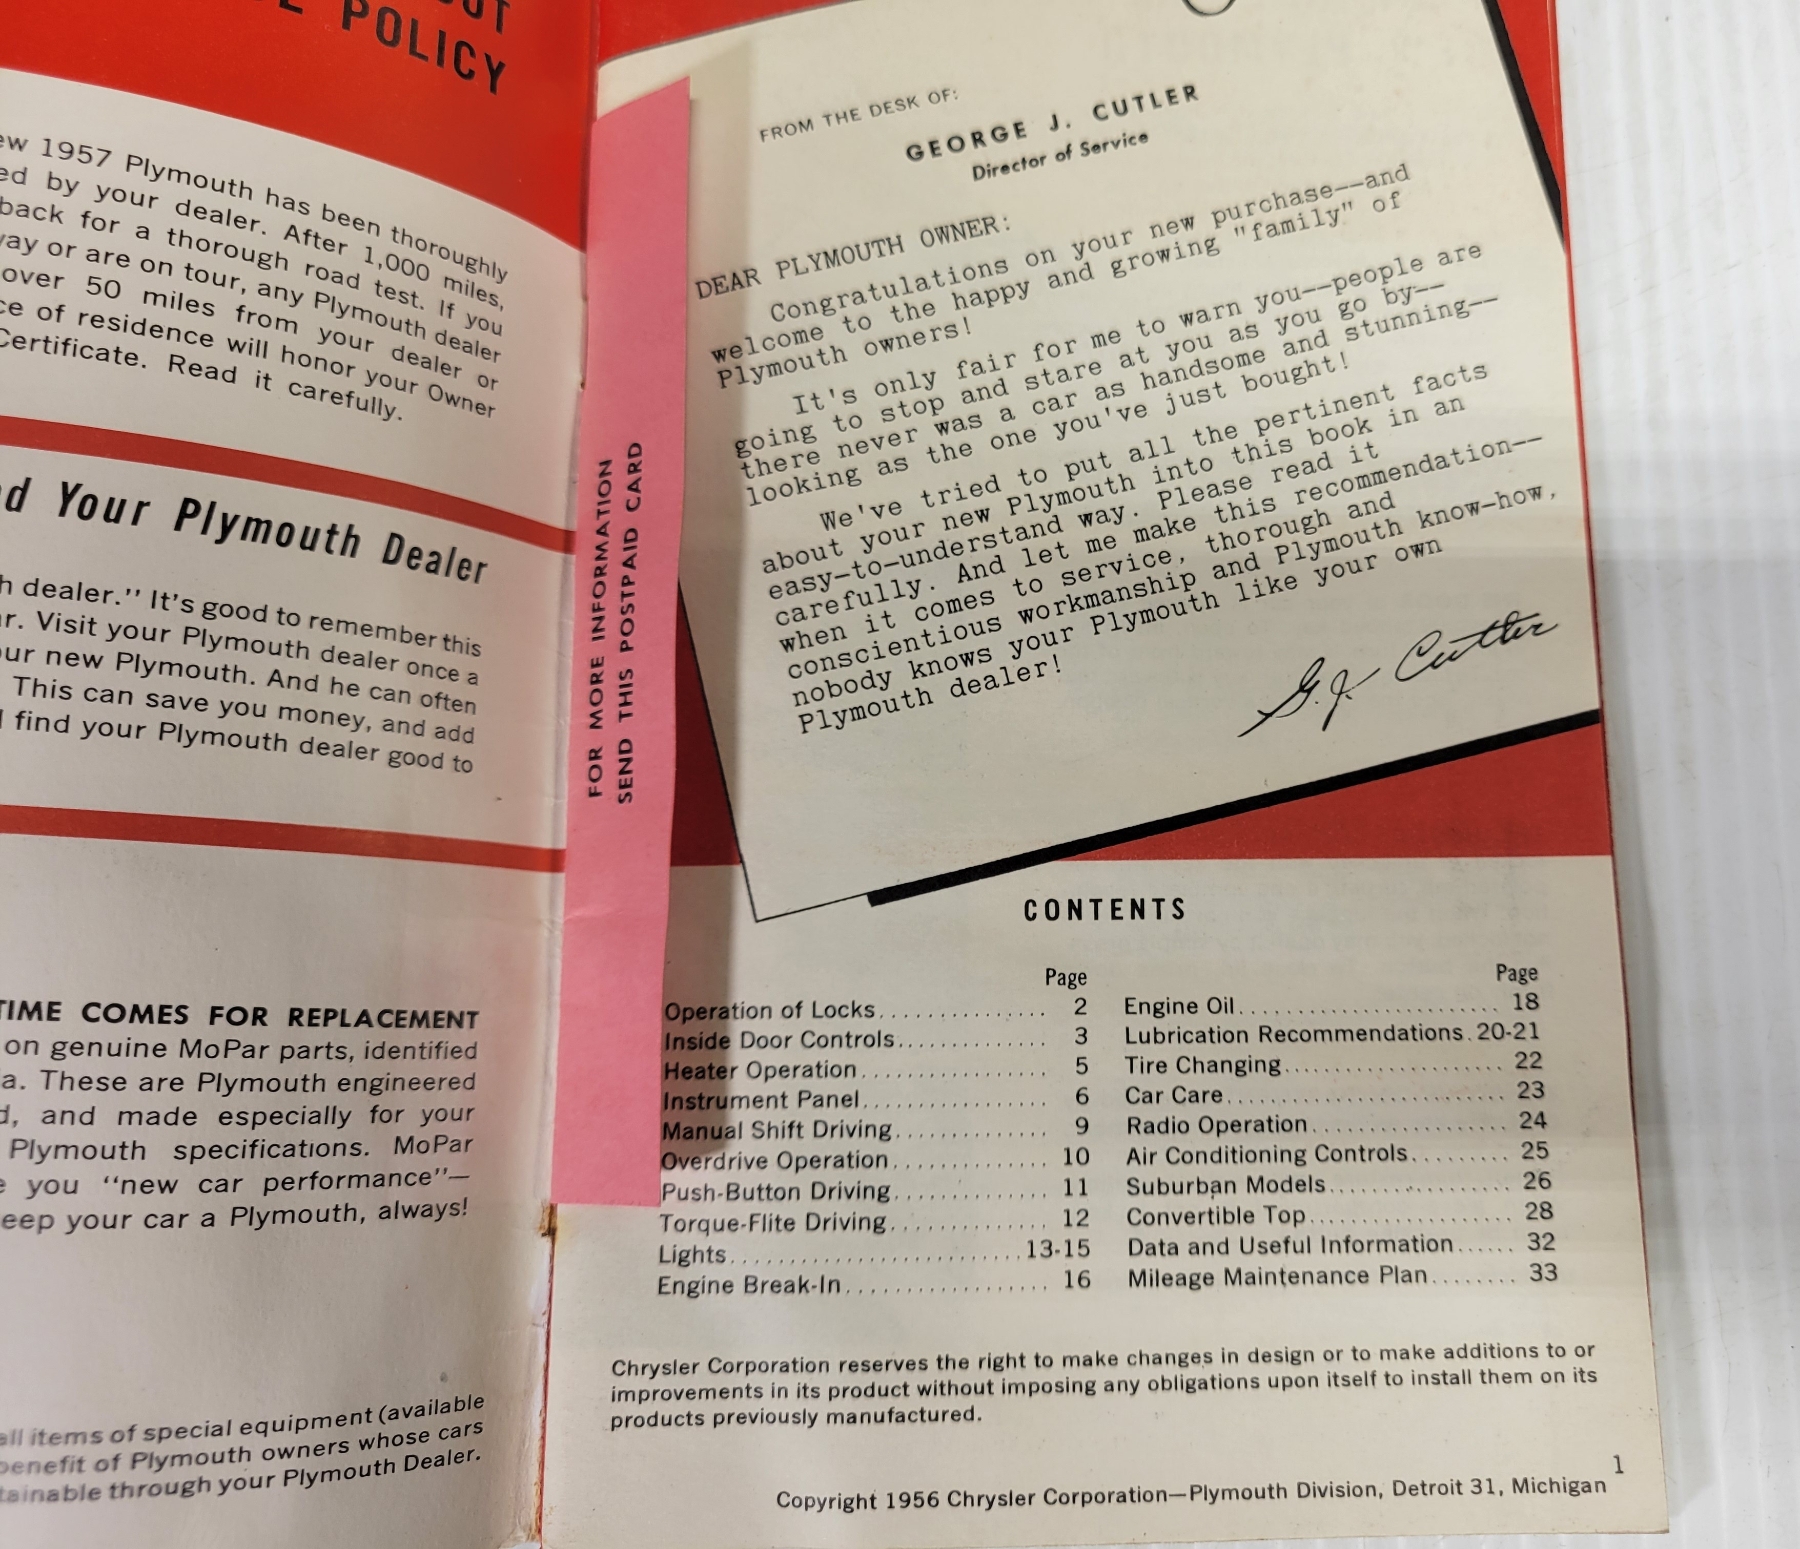 POLICY
1957 Plymouth has been thoroughly
by your dealer. After 1,000 miles,
back for a thorough road test. If you
or are on tour, any Plymouth dealer
over 50 miles from your dealer or
of residence will honor your Owner
Certificate. Read it carefully.
Your Plymouth Dealer
dealer." It's good to remember this
Visit your Plymouth dealer once a
new Plymouth. And he can often
This can save you money, and add
find your Plymouth dealer good to
TIME COMES FOR REPLACEMENT
on genuine MoPar parts, identified
These are Plymouth engineered
and made especially for your
Plymouth specifications. MoPar
you "new car performance"—
your car a Plymouth, always!
all items of special equipment (available
benefit of Plymouth owners whose cars
through your Plymouth Dealer.
FOR MORE INFORMATION
SEND THIS POSTPAID CARD
FROM THE DESK OF:
GEORGE J. CUTLER
Director of Service
DEAR PLYMOUTH OWNER:
Congratulations on your new purchase--and
welcome to the happy and growing "family" of
Plymouth owners!
It's only fair for me to warn you--people are
going to stop and stare at you as you go by--
there never was a car as handsome and stunning--
looking as the one you've just bought!
We've tried to put all the pertinent facts
about your new Plymouth into this book in an
easy-to-understand way. Please read it
carefully. And let me make this recommendation--
when it comes to service, thorough and
conscientious workmanship and Plymouth know-how,
nobody knows your Plymouth like your own
Plymouth dealer!
G. J. Cutler
CONTENTS
Page
Operation of Locks............... 2
Inside Door Controls.............. 3
Heater Operation................. 5
Instrument Panel................. 6
Manual Shift Driving.............. 9
Overdrive Operation.............. 10
Push-Button Driving.............. 11
Torque-Flite Driving.............. 12
Lights..........................13-15
Engine Break-In.................. 16
Page
Engine Oil........................ 18
Lubrication Recommendations.20-21
Tire Changing.................... 22
Car Care......................... 23
Radio Operation.................. 24
Air Conditioning Controls......... 25
Suburban Models................. 26
Convertible Top................... 28
Data and Useful Information...... 32
Mileage Maintenance Plan........ 33
Chrysler Corporation reserves the right to make changes in design or to make additions to or
improvements in its product without imposing any obligations upon itself to install them on its
products previously manufactured.
1
Copyright 1956 Chrysler Corporation—Plymouth Division, Detroit 31, Michigan